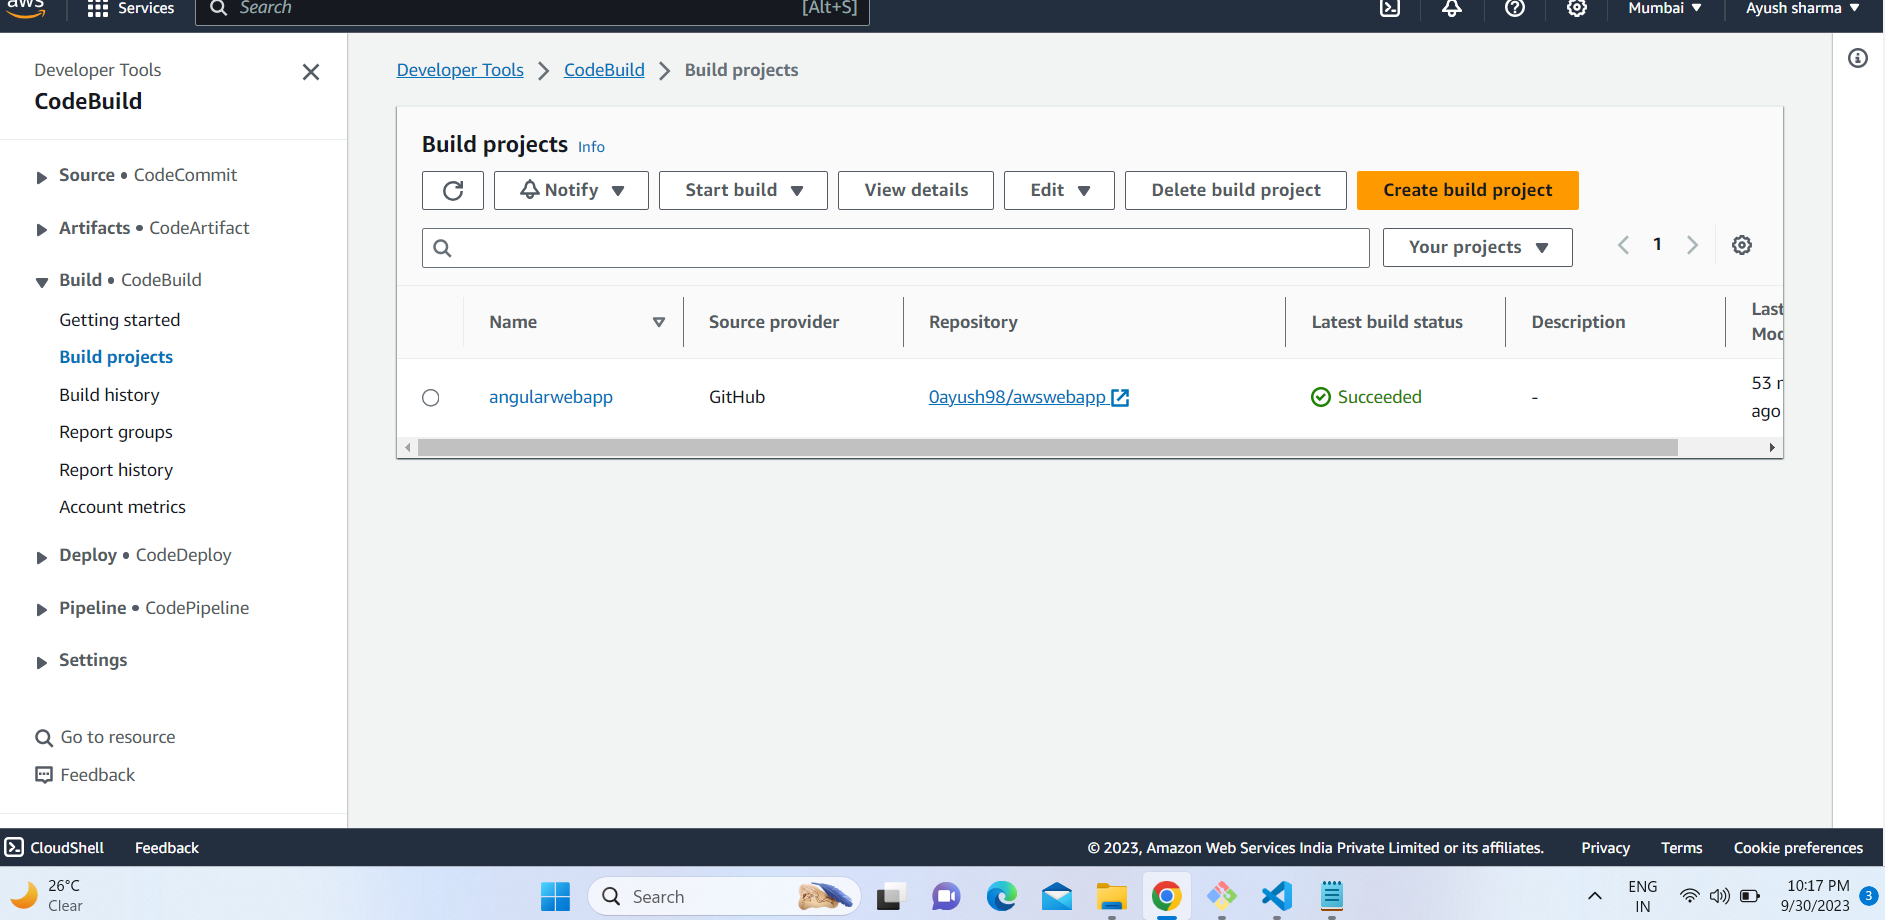 aws
Services
Search
[Alt+S]
Mumbai
Ayush sharma
Developer Tools
CodeBuild
Source • CodeCommit
Artifacts • CodeArtifact
Build • CodeBuild
Getting started
Build projects
Build history
Report groups
Report history
Account metrics
Deploy • CodeDeploy
Pipeline • CodePipeline
Settings
Go to resource
Feedback
Developer Tools
CodeBuild
Build projects
Build projects Info
Notify
Start build
View details
Edit
Delete build project
Create build project
Your projects
1
Name
Source provider
Repository
Latest build status
Description
Last
angularwebapp
GitHub
0ayush98/awswebapp
Succeeded
-
53
ago
CloudShell
Feedback
© 2023, Amazon Web Services India Private Limited or its affiliates.
Privacy
Terms
Cookie preferences
26°C
Clear
Search
ENG
IN
10:17 PM
9/30/2023
3